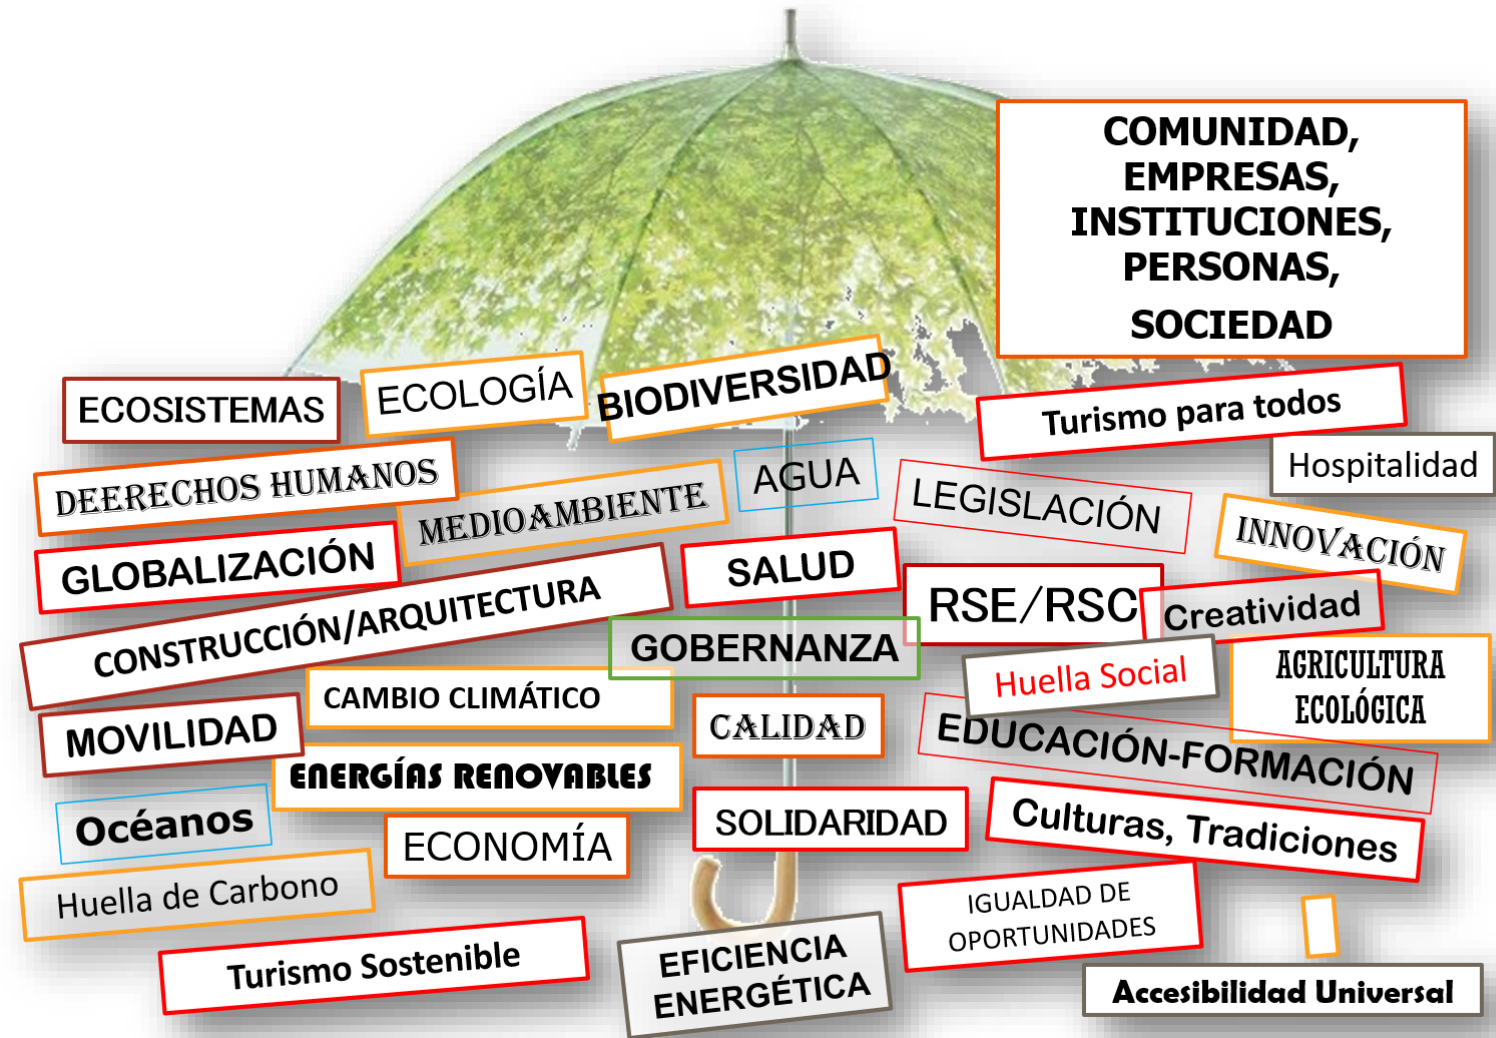 COMUNIDAD,
EMPRESAS,
INSTITUCIONES,
PERSONAS,
SOCIEDAD
ECOSISTEMAS
ECOLOGÍA
BIODIVERSIDAD
Turismo para todos
Hospitalidad
DEERECHOS HUMANOS
MEDIOAMBIENTE
AGUA
LEGISLACIÓN
INNOVACIÓN
GLOBALIZACIÓN
SALUD
CONSTRUCCIÓN/ARQUITECTURA
RSE/RSC
Creatividad
GOBERNANZA
Huella Social
AGRICULTURA
ECOLÓGICA
CAMBIO CLIMÁTICO
MOVILIDAD
CALIDAD
EDUCACIÓN-FORMACIÓN
ENERGÍAS RENOVABLES
Océanos
ECONOMÍA
SOLIDARIDAD
Culturas, Tradiciones
Huella de Carbono
IGUALDAD DE
OPORTUNIDADES
Turismo Sostenible
EFICIENCIA
ENERGÉTICA
Accesibilidad Universal